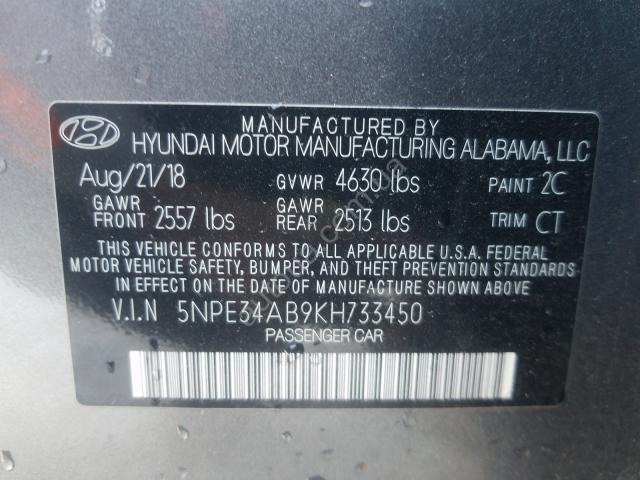 MANUFACTURED BY
HYUNDAI MOTOR MANUFACTURING ALABAMA, LLC
Aug/21/18 GVWR 4630 lbs PAINT 2C
GAWR FRONT 2557 lbs GAWR REAR 2513 lbs TRIM CT
THIS VEHICLE CONFORMS TO ALL APPLICABLE U.S.A. FEDERAL
MOTOR VEHICLE SAFETY, BUMPER, AND THEFT PREVENTION
STANDARDS IN EFFECT ON THE DATE OF MANUFACTURE SHOWN ABOVE.
V.I.N 5NPE34AB9KH733450
PASSENGER CAR